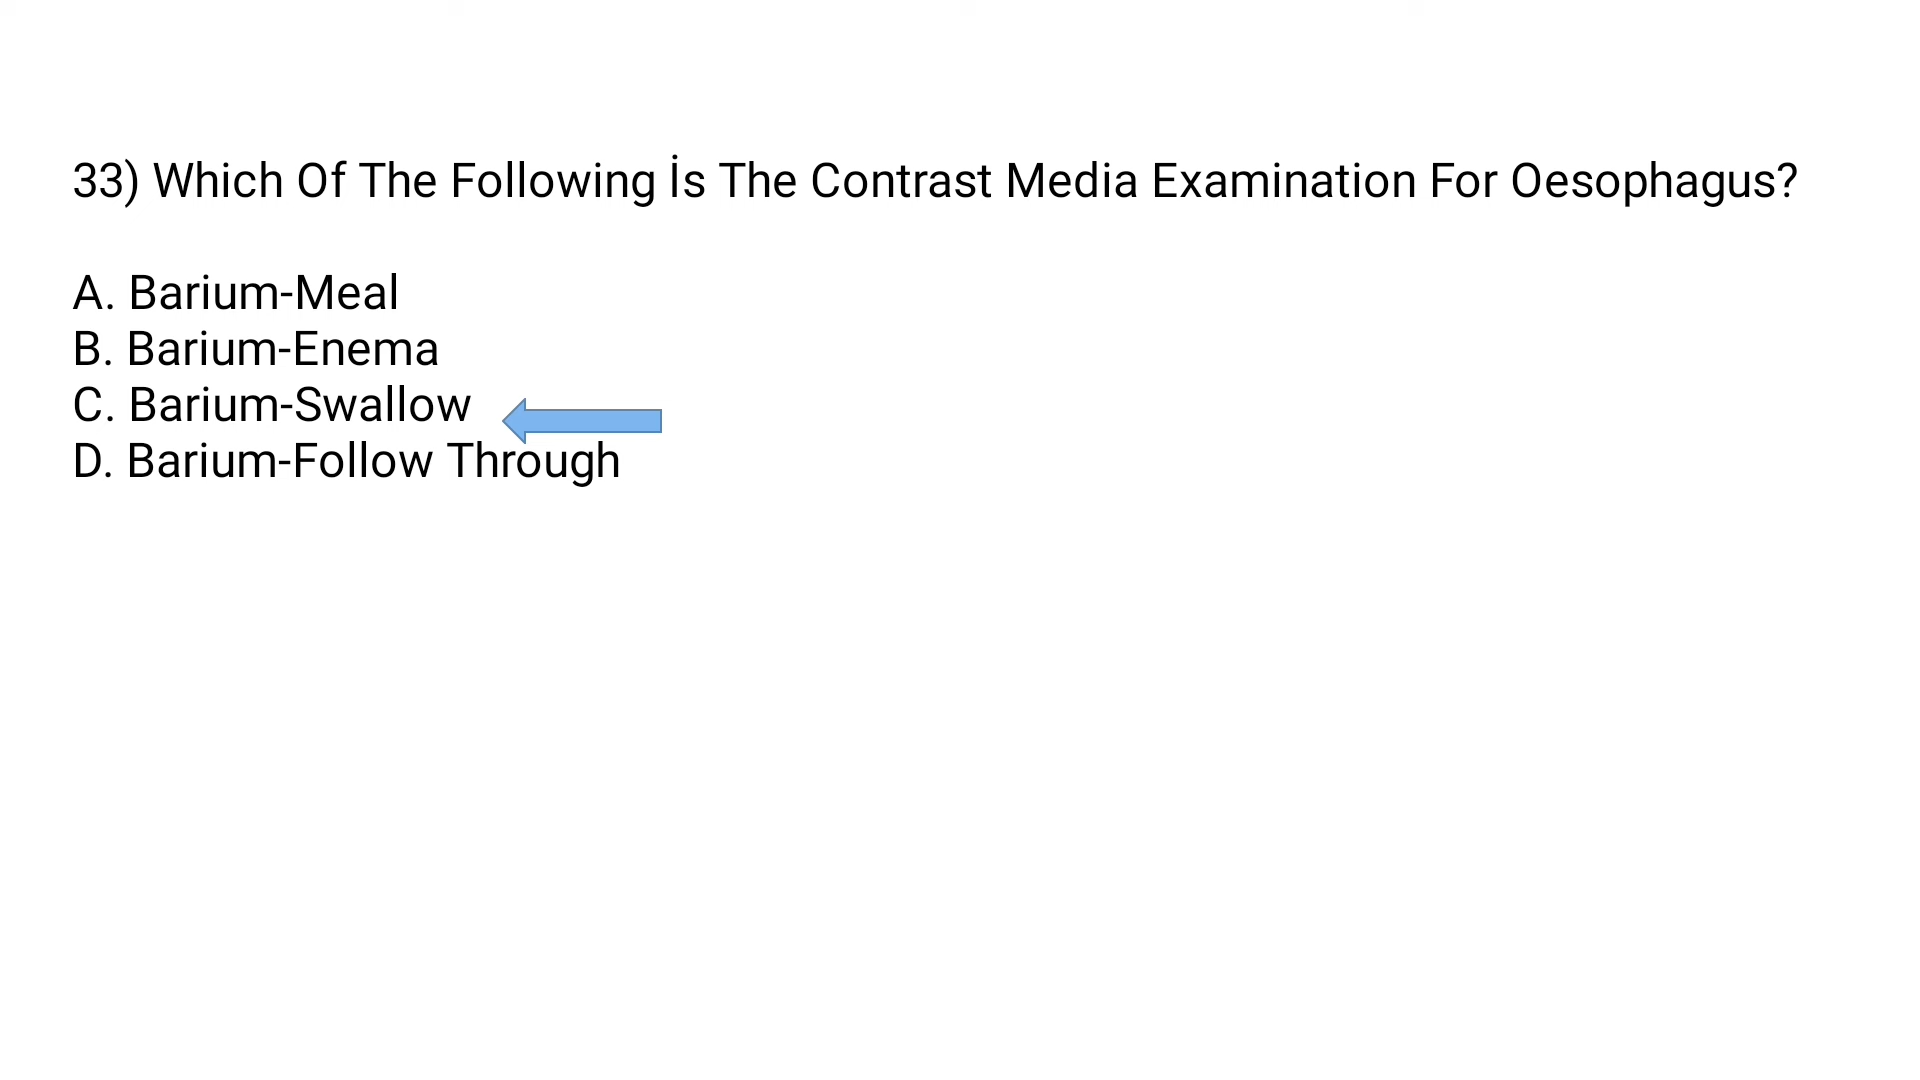 33) Which Of The Following İs The Contrast Media Examination For Oesophagus?
A. Barium-Meal
B. Barium-Enema
C. Barium-Swallow
D. Barium-Follow Through